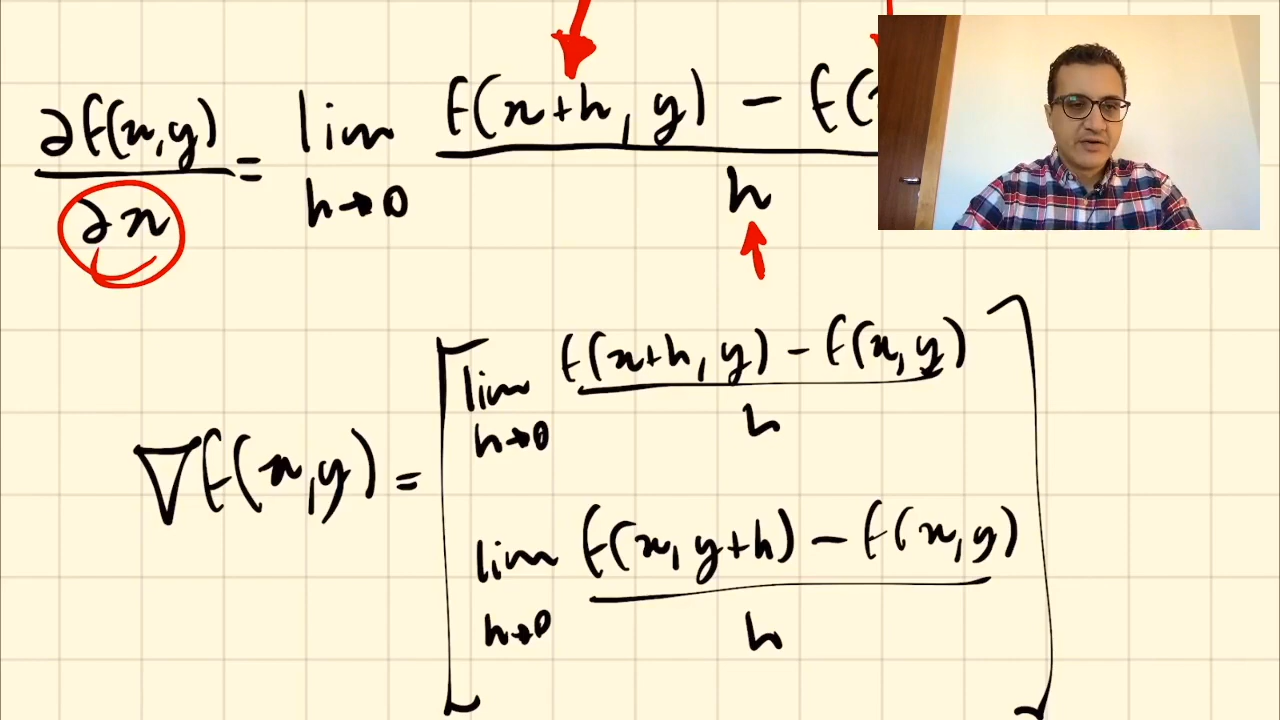 ∂f(x,y)/∂x = lim h→0 f(x+h, y) − f(
h
∇f(x,y) = [ lim h→0 f(x+h, y) − f(x, y) / h
lim h→0 f(x, y+h) − f(x, y) / h ]